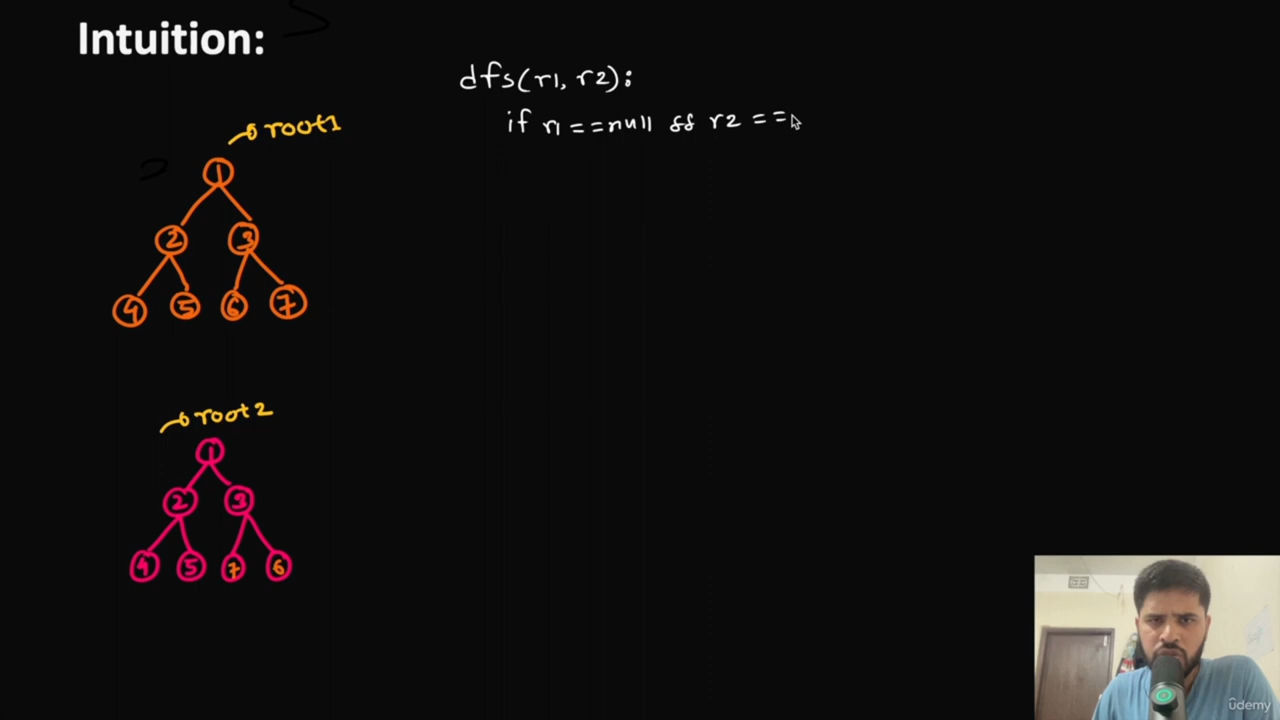 Intuition:
dfs(r1, r2):
if r1 ==null && r2 ==
root1
1
2 3
4 5 6 7
root2
1
2 3
4 5 7 6
ûdemy